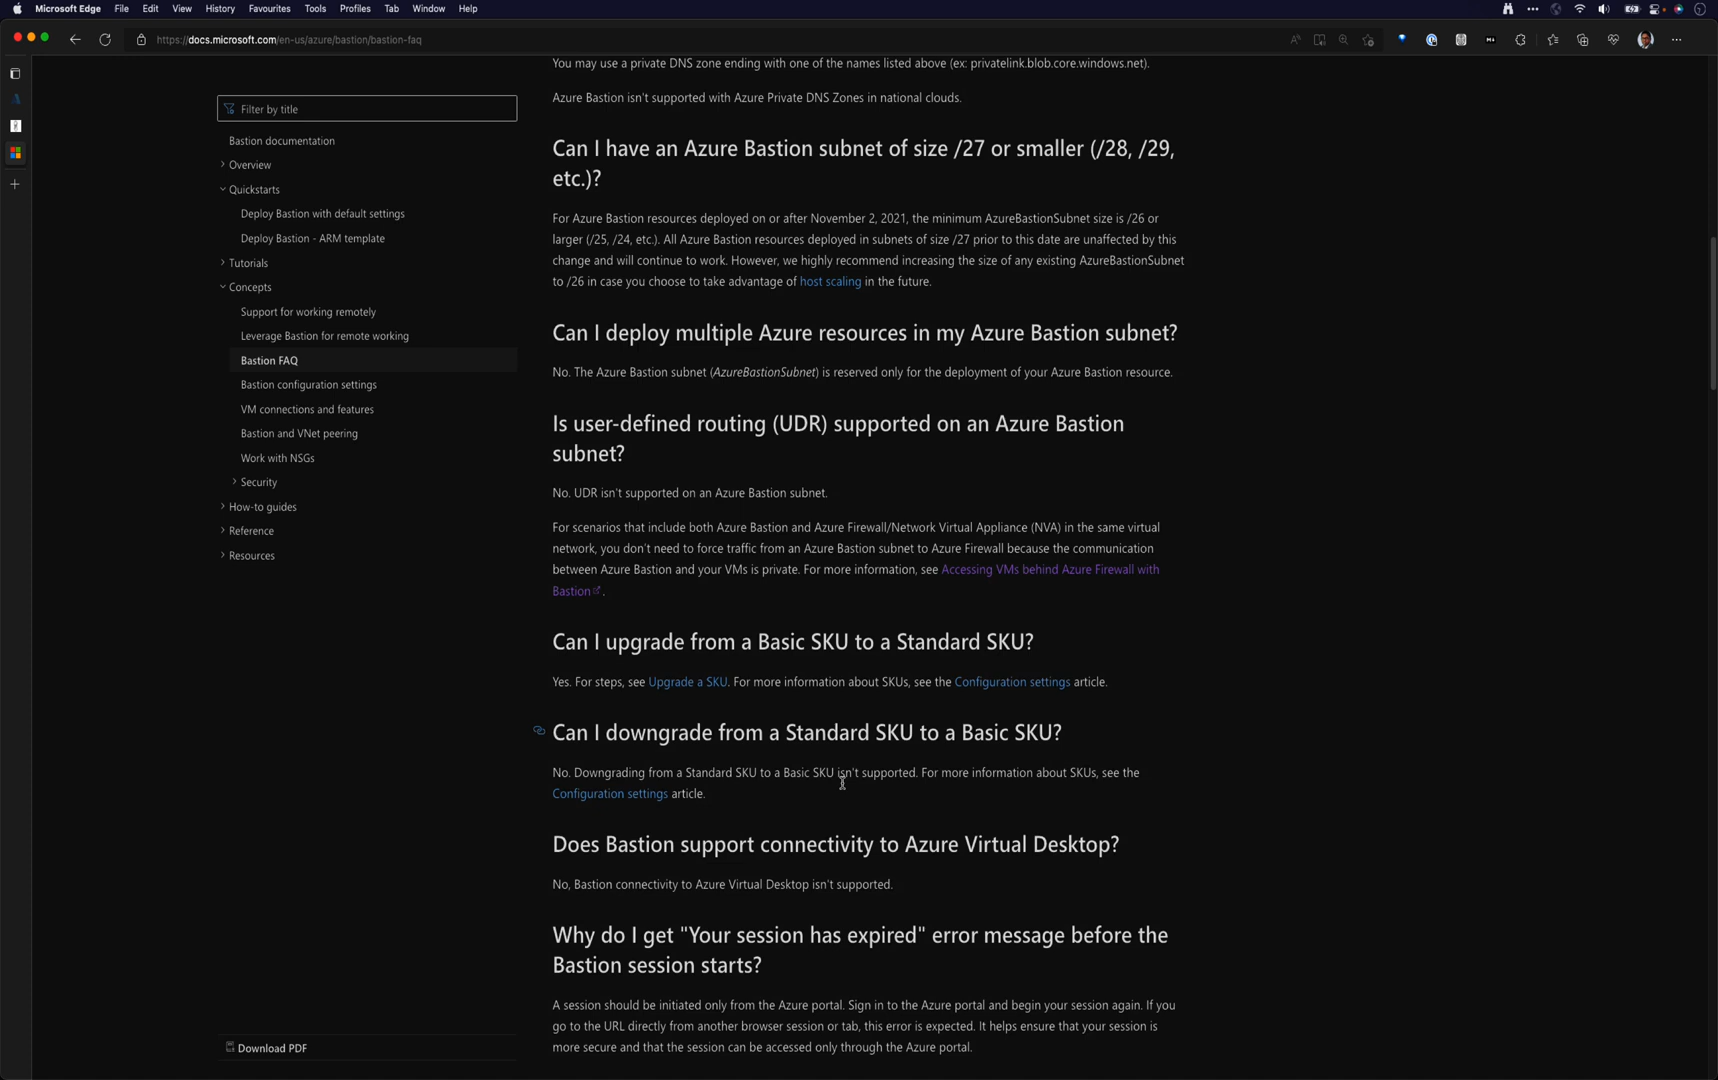 Microsoft Edge File Edit View History Favourites Tools Profiles Tab Window Help
https://docs.microsoft.com/en-us/azure/bastion/bastion-faq
Filter by title
Bastion documentation
Overview
Quickstarts
Deploy Bastion with default settings
Deploy Bastion - ARM template
Tutorials
Concepts
Support for working remotely
Leverage Bastion for remote working
Bastion FAQ
Bastion configuration settings
VM connections and features
Bastion and VNet peering
Work with NSGs
Security
How-to guides
Reference
Resources
Download PDF
You may use a private DNS zone ending with one of the names listed above (ex: privatelink.blob.core.windows.net).
Azure Bastion isn't supported with Azure Private DNS Zones in national clouds.
Can I have an Azure Bastion subnet of size /27 or smaller (/28, /29,
etc.)?
For Azure Bastion resources deployed on or after November 2, 2021, the minimum AzureBastionSubnet size is /26 or
larger (/25, /24, etc.). All Azure Bastion resources deployed in subnets of size /27 prior to this date are unaffected by this
change and will continue to work. However, we highly recommend increasing the size of any existing AzureBastionSubnet
to /26 in case you choose to take advantage of host scaling in the future.
Can I deploy multiple Azure resources in my Azure Bastion subnet?
No. The Azure Bastion subnet (AzureBastionSubnet) is reserved only for the deployment of your Azure Bastion resource.
Is user-defined routing (UDR) supported on an Azure Bastion
subnet?
No. UDR isn't supported on an Azure Bastion subnet.
For scenarios that include both Azure Bastion and Azure Firewall/Network Virtual Appliance (NVA) in the same virtual
network, you don't need to force traffic from an Azure Bastion subnet to Azure Firewall because the communication
between Azure Bastion and your VMs is private. For more information, see Accessing VMs behind Azure Firewall with
Bastion.
Can I upgrade from a Basic SKU to a Standard SKU?
Yes. For steps, see Upgrade a SKU. For more information about SKUs, see the Configuration settings article.
Can I downgrade from a Standard SKU to a Basic SKU?
No. Downgrading from a Standard SKU to a Basic SKU isn't supported. For more information about SKUs, see the
Configuration settings article.
Does Bastion support connectivity to Azure Virtual Desktop?
No, Bastion connectivity to Azure Virtual Desktop isn't supported.
Why do I get "Your session has expired" error message before the
Bastion session starts?
A session should be initiated only from the Azure portal. Sign in to the Azure portal and begin your session again. If you
go to the URL directly from another browser session or tab, this error is expected. It helps ensure that your session is
more secure and that the session can be accessed only through the Azure portal.